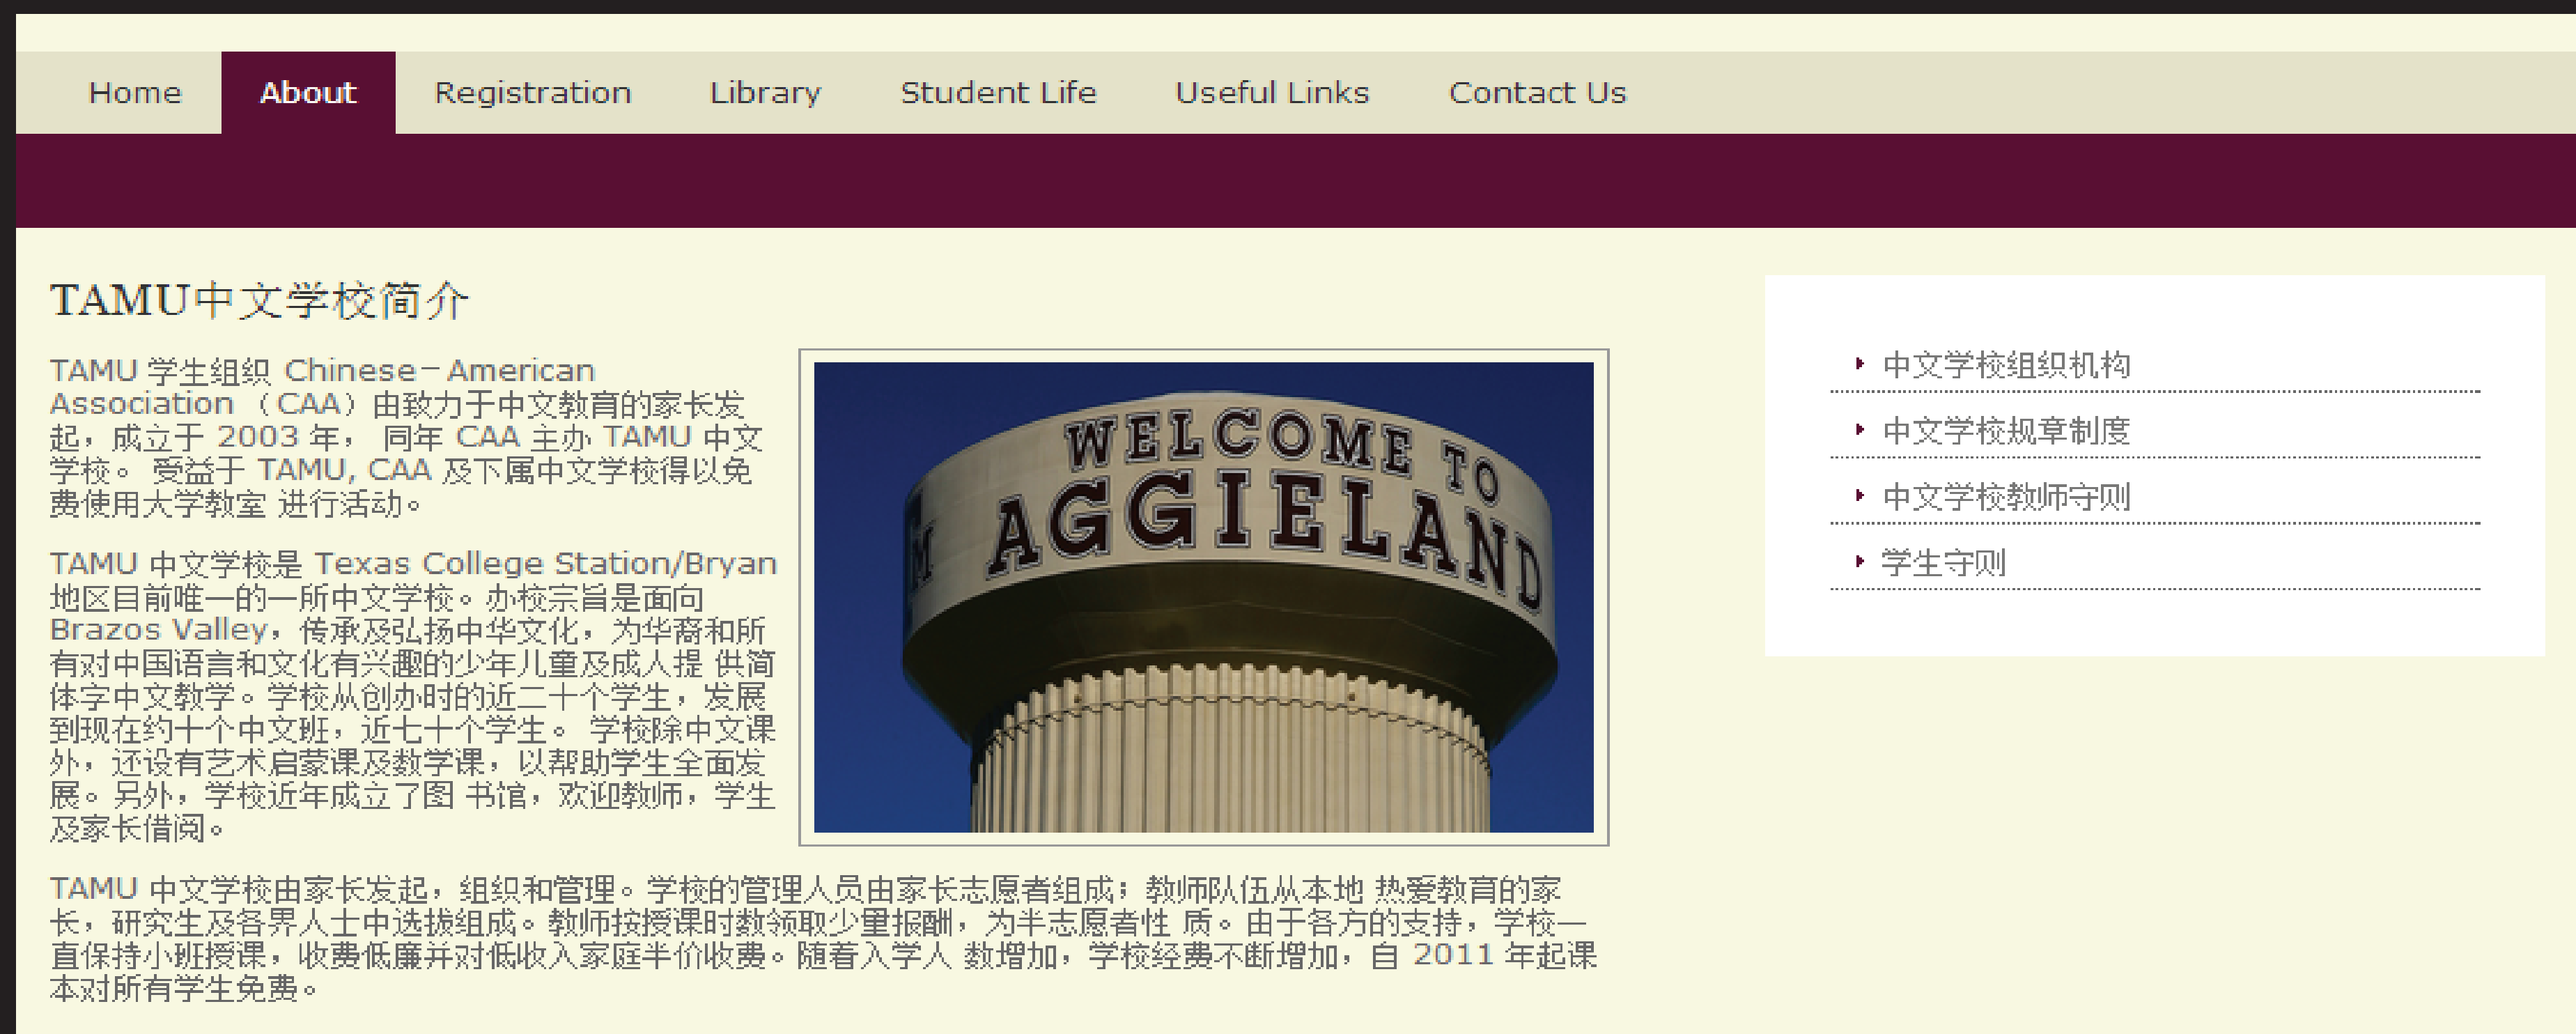 Home About Registration Library Student Life Useful Links Contact Us
TAMU中文学校简介
TAMU 学生组织 Chinese-American
Association （CAA）由致力于中文教育的家长发
起，成立于 2003 年， 同年 CAA 主办 TAMU 中文
学校。 受益于 TAMU, CAA 及下属中文学校得以免
费使用大学教室 进行活动。
TAMU 中文学校是 Texas College Station/Bryan
地区目前唯一的一所中文学校。办校宗旨是面向
Brazos Valley，传承及弘扬中华文化，为华裔和所
有对中国语言和文化有兴趣的少年儿童及成人提 供简
体字中文教学。学校从创办时的近二十个学生，发展
到现在约十个中文班，近七十个学生。 学校除中文课
外，还设有艺术启蒙课及数学课，以帮助学生全面发
展。另外，学校近年成立了图 书馆，欢迎教师，学生
及家长借阅。
WELCOME TO
AGGIELAND
M
TAMU 中文学校由家长发起，组织和管理。学校的管理人员由家长志愿者组成；教师队伍从本地 热爱教育的家
长，研究生及各界人士中选拔组成。教师按授课时数领取少量报酬，为半志愿者性 质。由于各方的支持，学校一
直保持小班授课，收费低廉并对低收入家庭半价收费。随着入学人 数增加，学校经费不断增加，自 2011 年起课
本对所有学生免费。
中文学校组织机构
中文学校规章制度
中文学校教师守则
学生守则